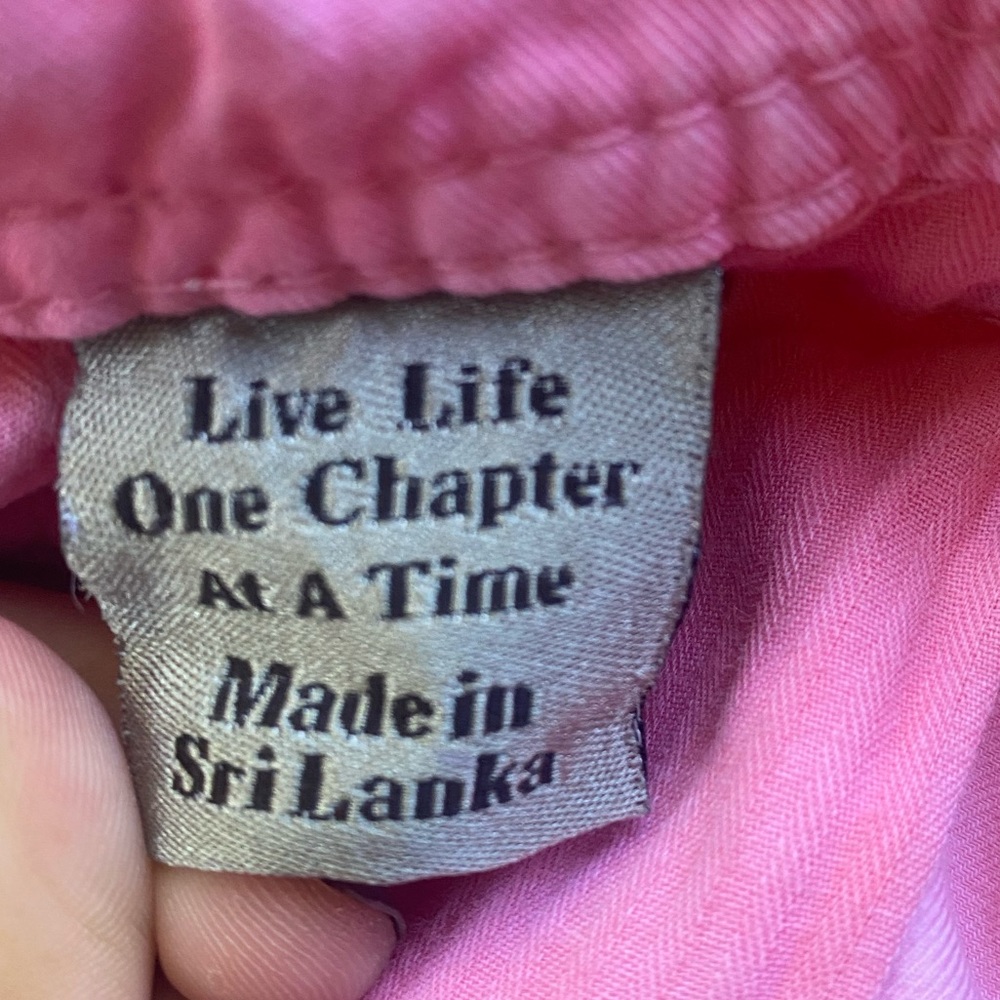 Live Life
One Chapter
At A Time
Made in
Sri Lanka